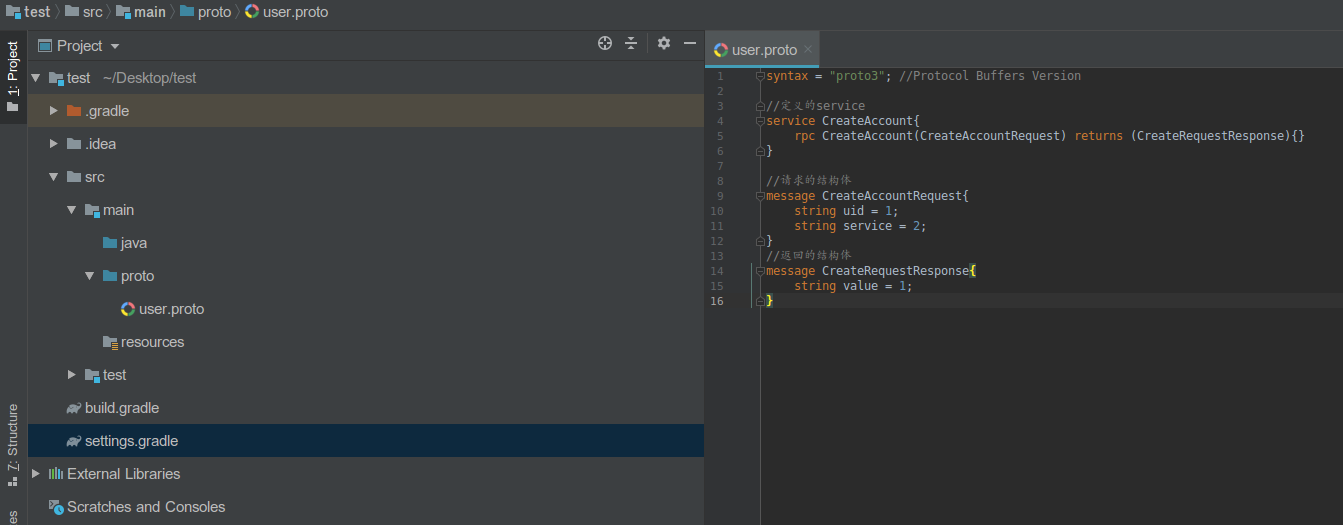 test src main proto user.proto
1: Project
7: Structure
es
Project
test ~/Desktop/test
.gradle
.idea
src
main
java
proto
user.proto
resources
test
build.gradle
settings.gradle
External Libraries
Scratches and Consoles
user.proto
1 syntax = "proto3"; //Protocol Buffers Version
2
3 //定义的service
4 service CreateAccount{
5 rpc CreateAccount(CreateAccountRequest) returns (CreateRequestResponse){}
6 }
7
8 //请求的结构体
9 message CreateAccountRequest{
10 string uid = 1;
11 string service = 2;
12 }
13 //返回的结构体
14 message CreateRequestResponse{
15 string value = 1;
16 }